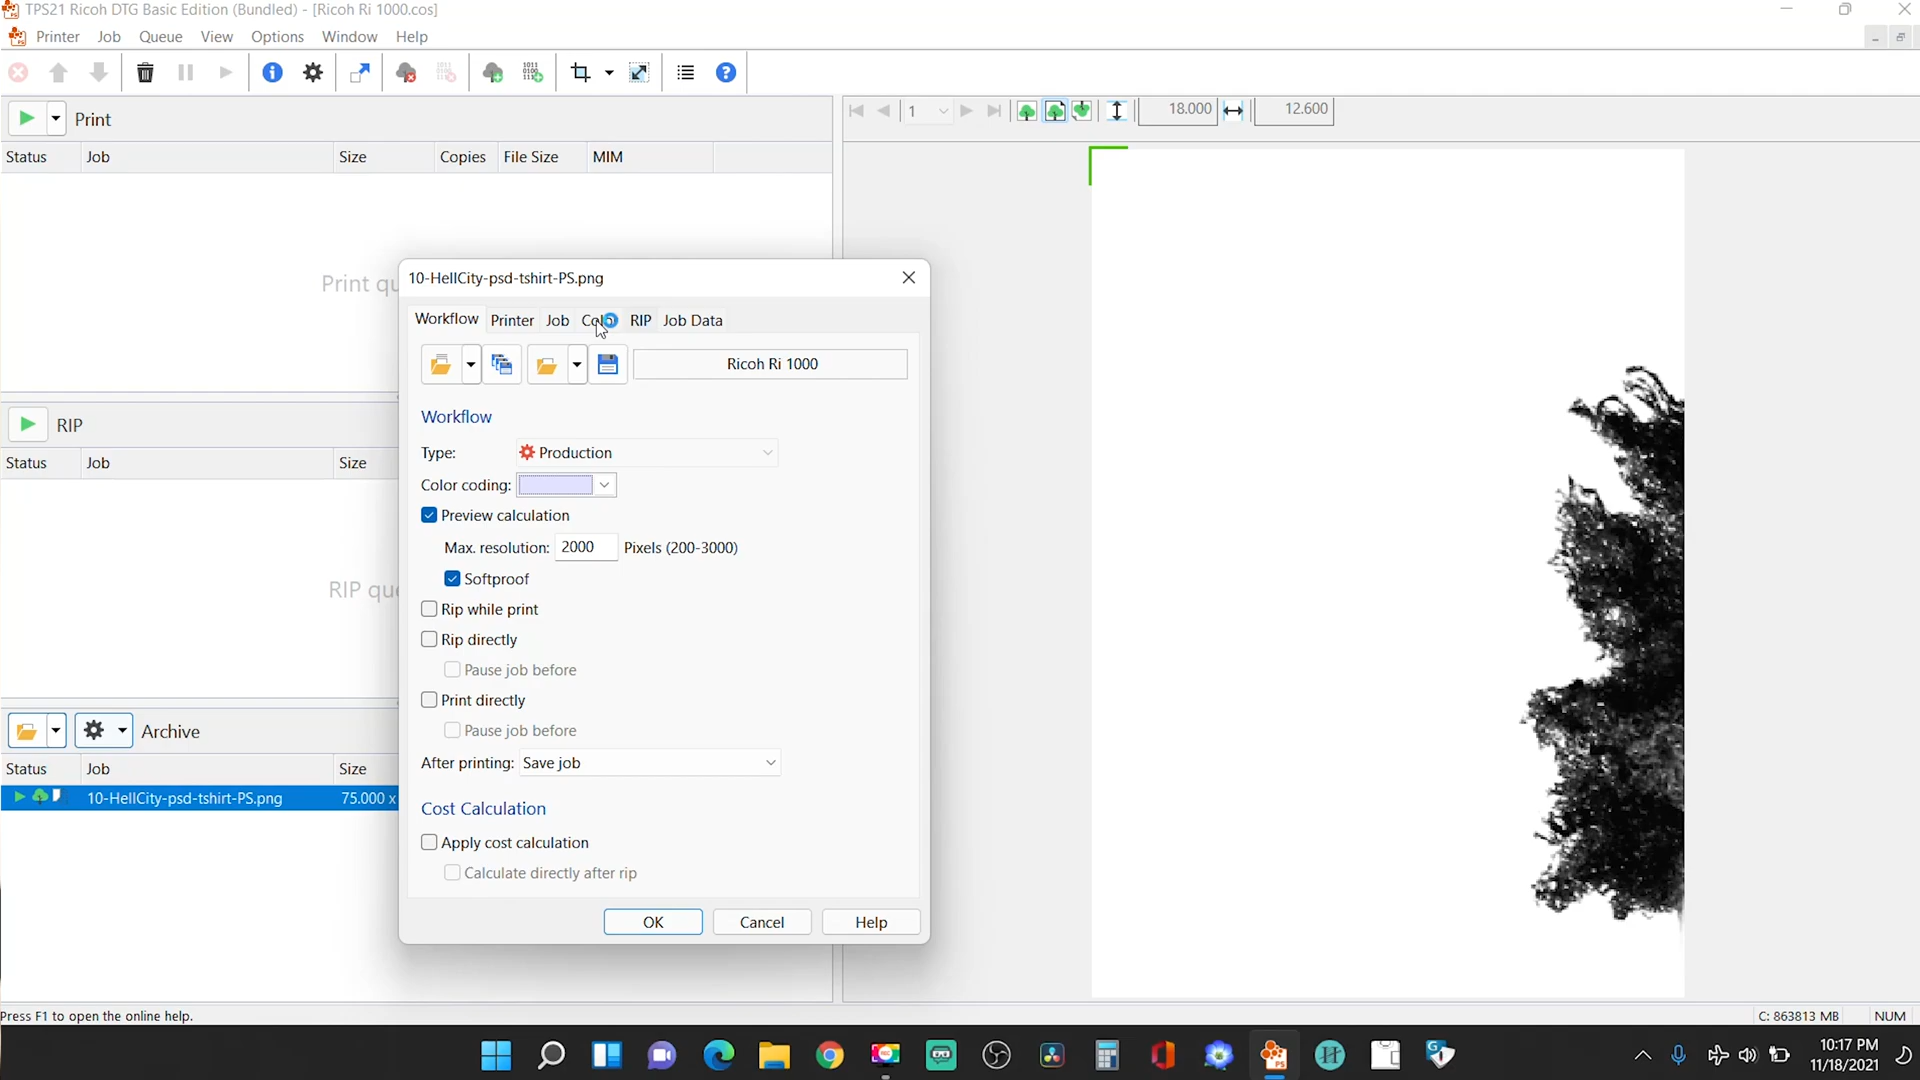 TPS21 Ricoh DTG Basic Edition (Bundled) - [Ricoh Ri 1000.cos]
Printer Job Queue View Options Window Help
Print
1 18.000 12.600
Status Job Size Copies File Size MIM
Print qu
RIP
Status Job Size
RIP que
Archive
Status Job Size
10-HellCity-psd-tshirt-PS.png 75.000 x
10-HellCity-psd-tshirt-PS.png
Workflow Printer Job RIP Job Data
Ricoh Ri 1000
Workflow
Type: Production
Color coding:
Preview calculation
Max. resolution: 2000 Pixels (200-3000)
Softproof
Rip while print
Rip directly
Pause job before
Print directly
Pause job before
After printing: Save job
Cost Calculation
Apply cost calculation
Calculate directly after rip
OK Cancel Help
Press F1 to open the online help.
C: 863813 MB NUM
10:17 PM
11/18/2021